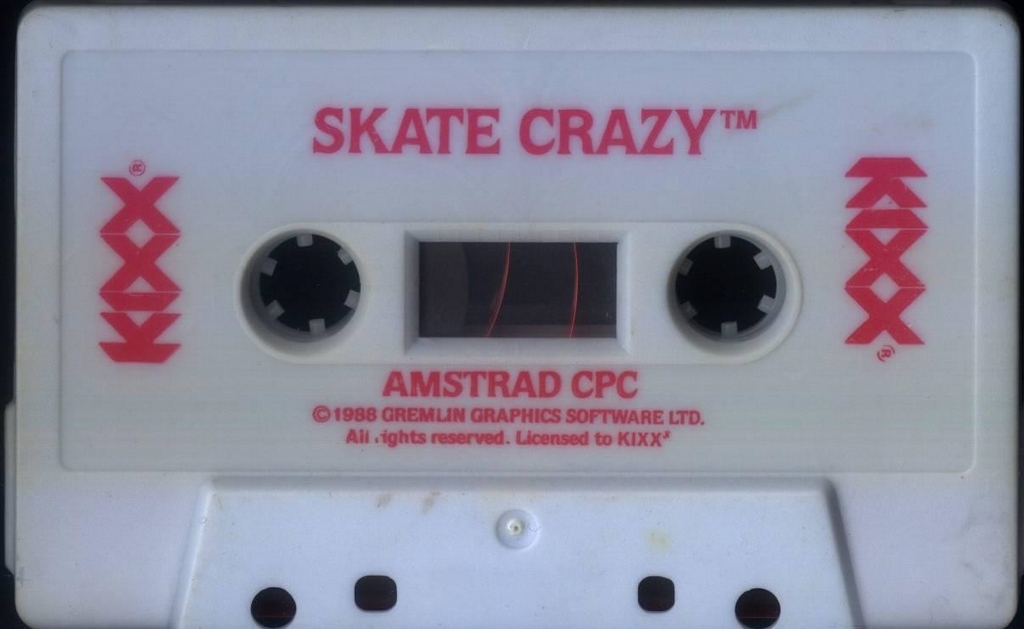 SKATE CRAZY™
KIXX®
KIXX®
AMSTRAD CPC
©1988 GREMLIN GRAPHICS SOFTWARE LTD.
All rights reserved. Licensed to KIXX